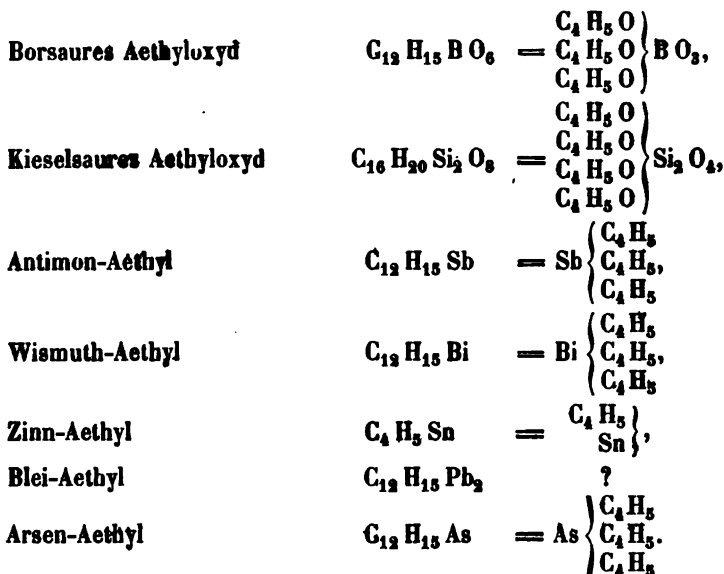 C₄ H₅ O
Borsaures Aethyloxyd C₁₂ H₁₅ B O₆ = C₄ H₅ O } B O₃,
C₄ H₅ O
C₄ H₅ O
C₄ H₅ O
Kieselsaures Aethyloxyd C₁₆ H₂₀ Si₂ O₈ = } Si₂ O₄,
C₄ H₅ O
C₄ H₅ O
C₄ H₅
Antimon-Aethyl C₁₂ H₁₅ Sb = Sb { C₄ H₅,
C₄ H₅
C₄ H₅
Wismuth-Aethyl C₁₂ H₁₅ Bi = Bi { C₄ H₅,
C₄ H₅
C₄ H₅
Zinn-Aethyl C₄ H₅ Sn = },
Sn
Blei-Aethyl C₁₂ H₁₅ Pb₂ ?
C₄ H₅
Arsen-Aethyl C₁₂ H₁₅ As = As { C₄ H₅.
C₄ H₅